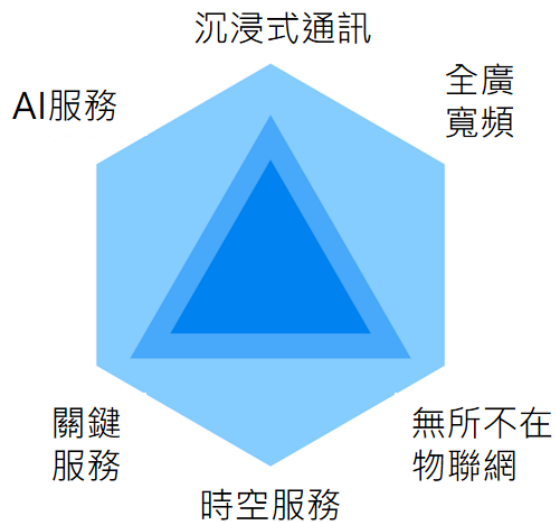 沉浸式通訊
AI服務
全廣
寬頻
關鍵
服務
無所不在
物聯網
時空服務